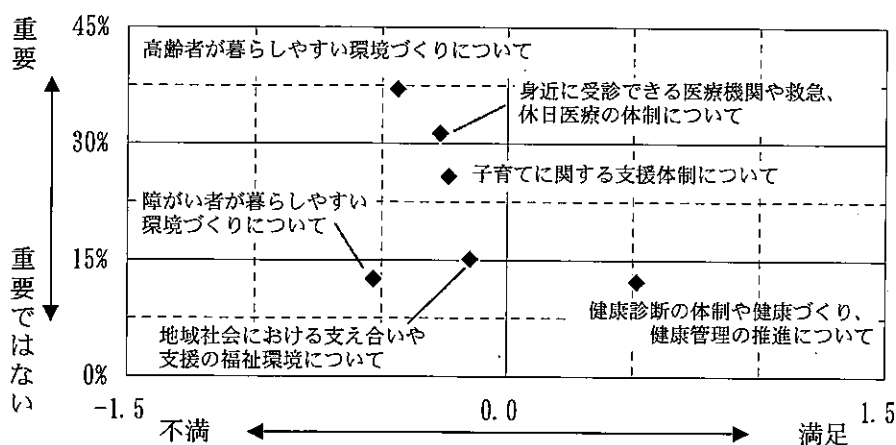 重要
45%
高齢者が暮らしやすい環境づくりについて
身近に受診できる医療機関や救急、
休日医療の体制について
30%
子育てに関する支援体制について
障がい者が暮らしやすい
環境づくりについて
15%
重要ではない
健康診断の体制や健康づくり、
健康管理の推進について
地域社会における支え合いや
支援の福祉環境について
0%
-1.5
0.0
1.5
不満
満足